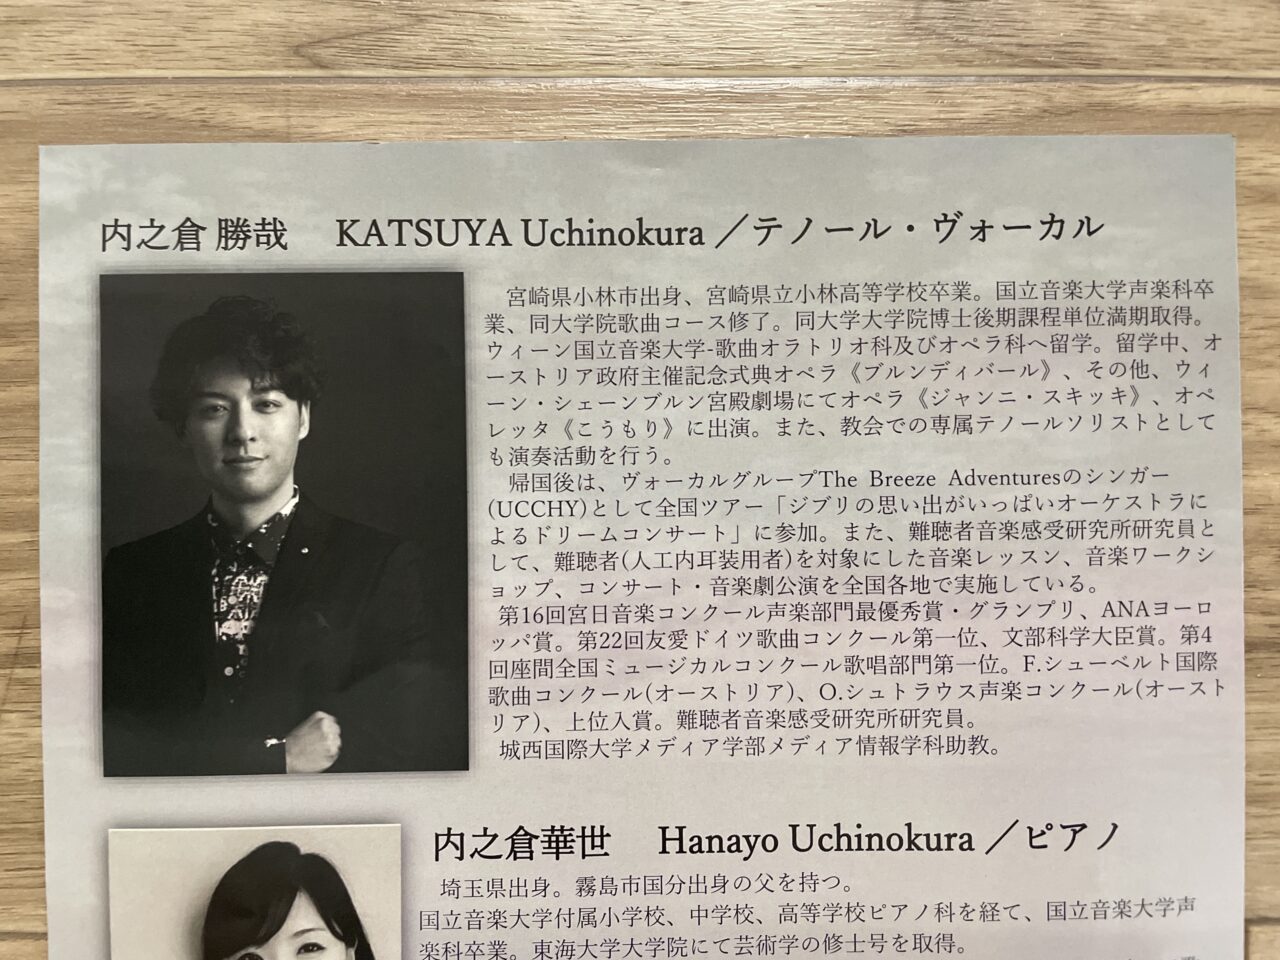 内之倉 勝哉　KATSUYA Uchinokura／テノール・ヴォーカル
宮崎県小林市出身、宮崎県立小林高等学校卒業。国立音楽大学声楽科卒
業、同大学院歌曲コース修了。同大学大学院博士後期課程単位満期取得。
ウィーン国立音楽大学-歌曲オラトリオ科及びオペラ科へ留学。留学中、オ
ーストリア政府主催記念式典オペラ《ブルンディバール》、その他、ウィ
ーン・シェーンブルン宮殿劇場にてオペラ《ジャンニ・スキッキ》、オペ
レッタ《こうもり》に出演。また、教会での専属テノールソリストとして
も演奏活動を行う。
帰国後は、ヴォーカルグループThe Breeze Adventuresのシンガー
(UCCHY)として全国ツアー「ジブリの思い出がいっぱいオーケストラに
よるドリームコンサート」に参加。また、難聴者音楽感受研究所研究員と
して、難聴者(人工内耳装用者)を対象にした音楽レッスン、音楽ワークシ
ョップ、コンサート・音楽劇公演を全国各地で実施している。
第16回宮日音楽コンクール声楽部門最優秀賞・グランプリ、ANAヨーロ
ッパ賞。第22回友愛ドイツ歌曲コンクール第一位、文部科学大臣賞。第4
回座間全国ミュージカルコンクール歌唱部門第一位。F.シューベルト国際
歌曲コンクール(オーストリア)、O.シュトラウス声楽コンクール(オースト
リア)、上位入賞。難聴者音楽感受研究所研究員。
城西国際大学メディア学部メディア情報学科助教。
内之倉華世　Hanayo Uchinokura／ピアノ
埼玉県出身。霧島市国分出身の父を持つ。
国立音楽大学付属小学校、中学校、高等学校ピアノ科を経て、国立音楽大学声
楽科卒業。東海大学大学院にて芸術学の修士号を取得。